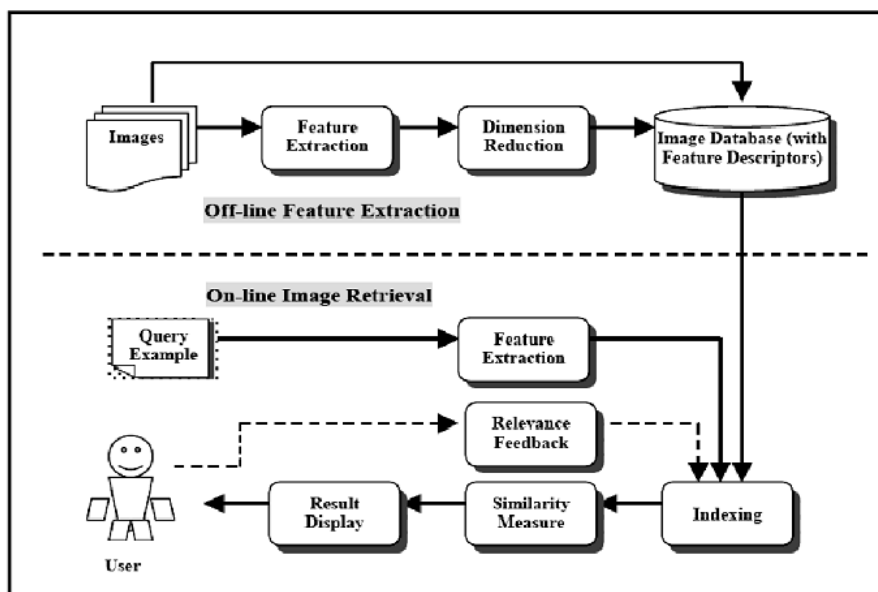 Images
Feature
Extraction
Dimension
Reduction
Image Database (with
Feature Descriptors)
Off-line Feature Extraction
On-line Image Retrieval
Query
Example
Feature
Extraction
Relevance
Feedback
Result
Display
Similarity
Measure
Indexing
User